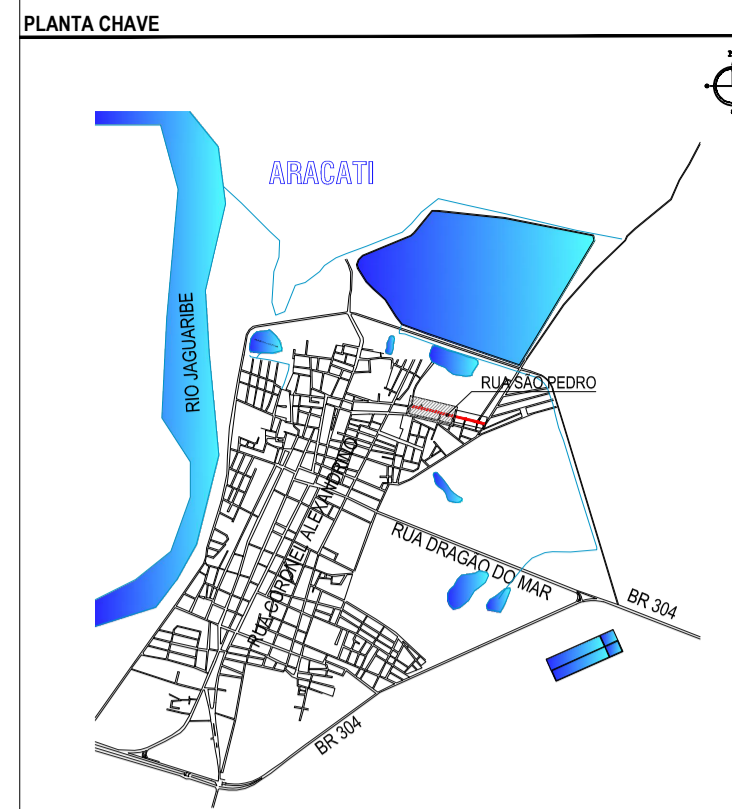 PLANTA CHAVE
N
ARACATI
RIO JAGUARIBE
RUA SÃO PEDRO
RUA CORONEL ALEXANDRINO
RUA DRAGÃO DO MAR
BR 304
BR 304